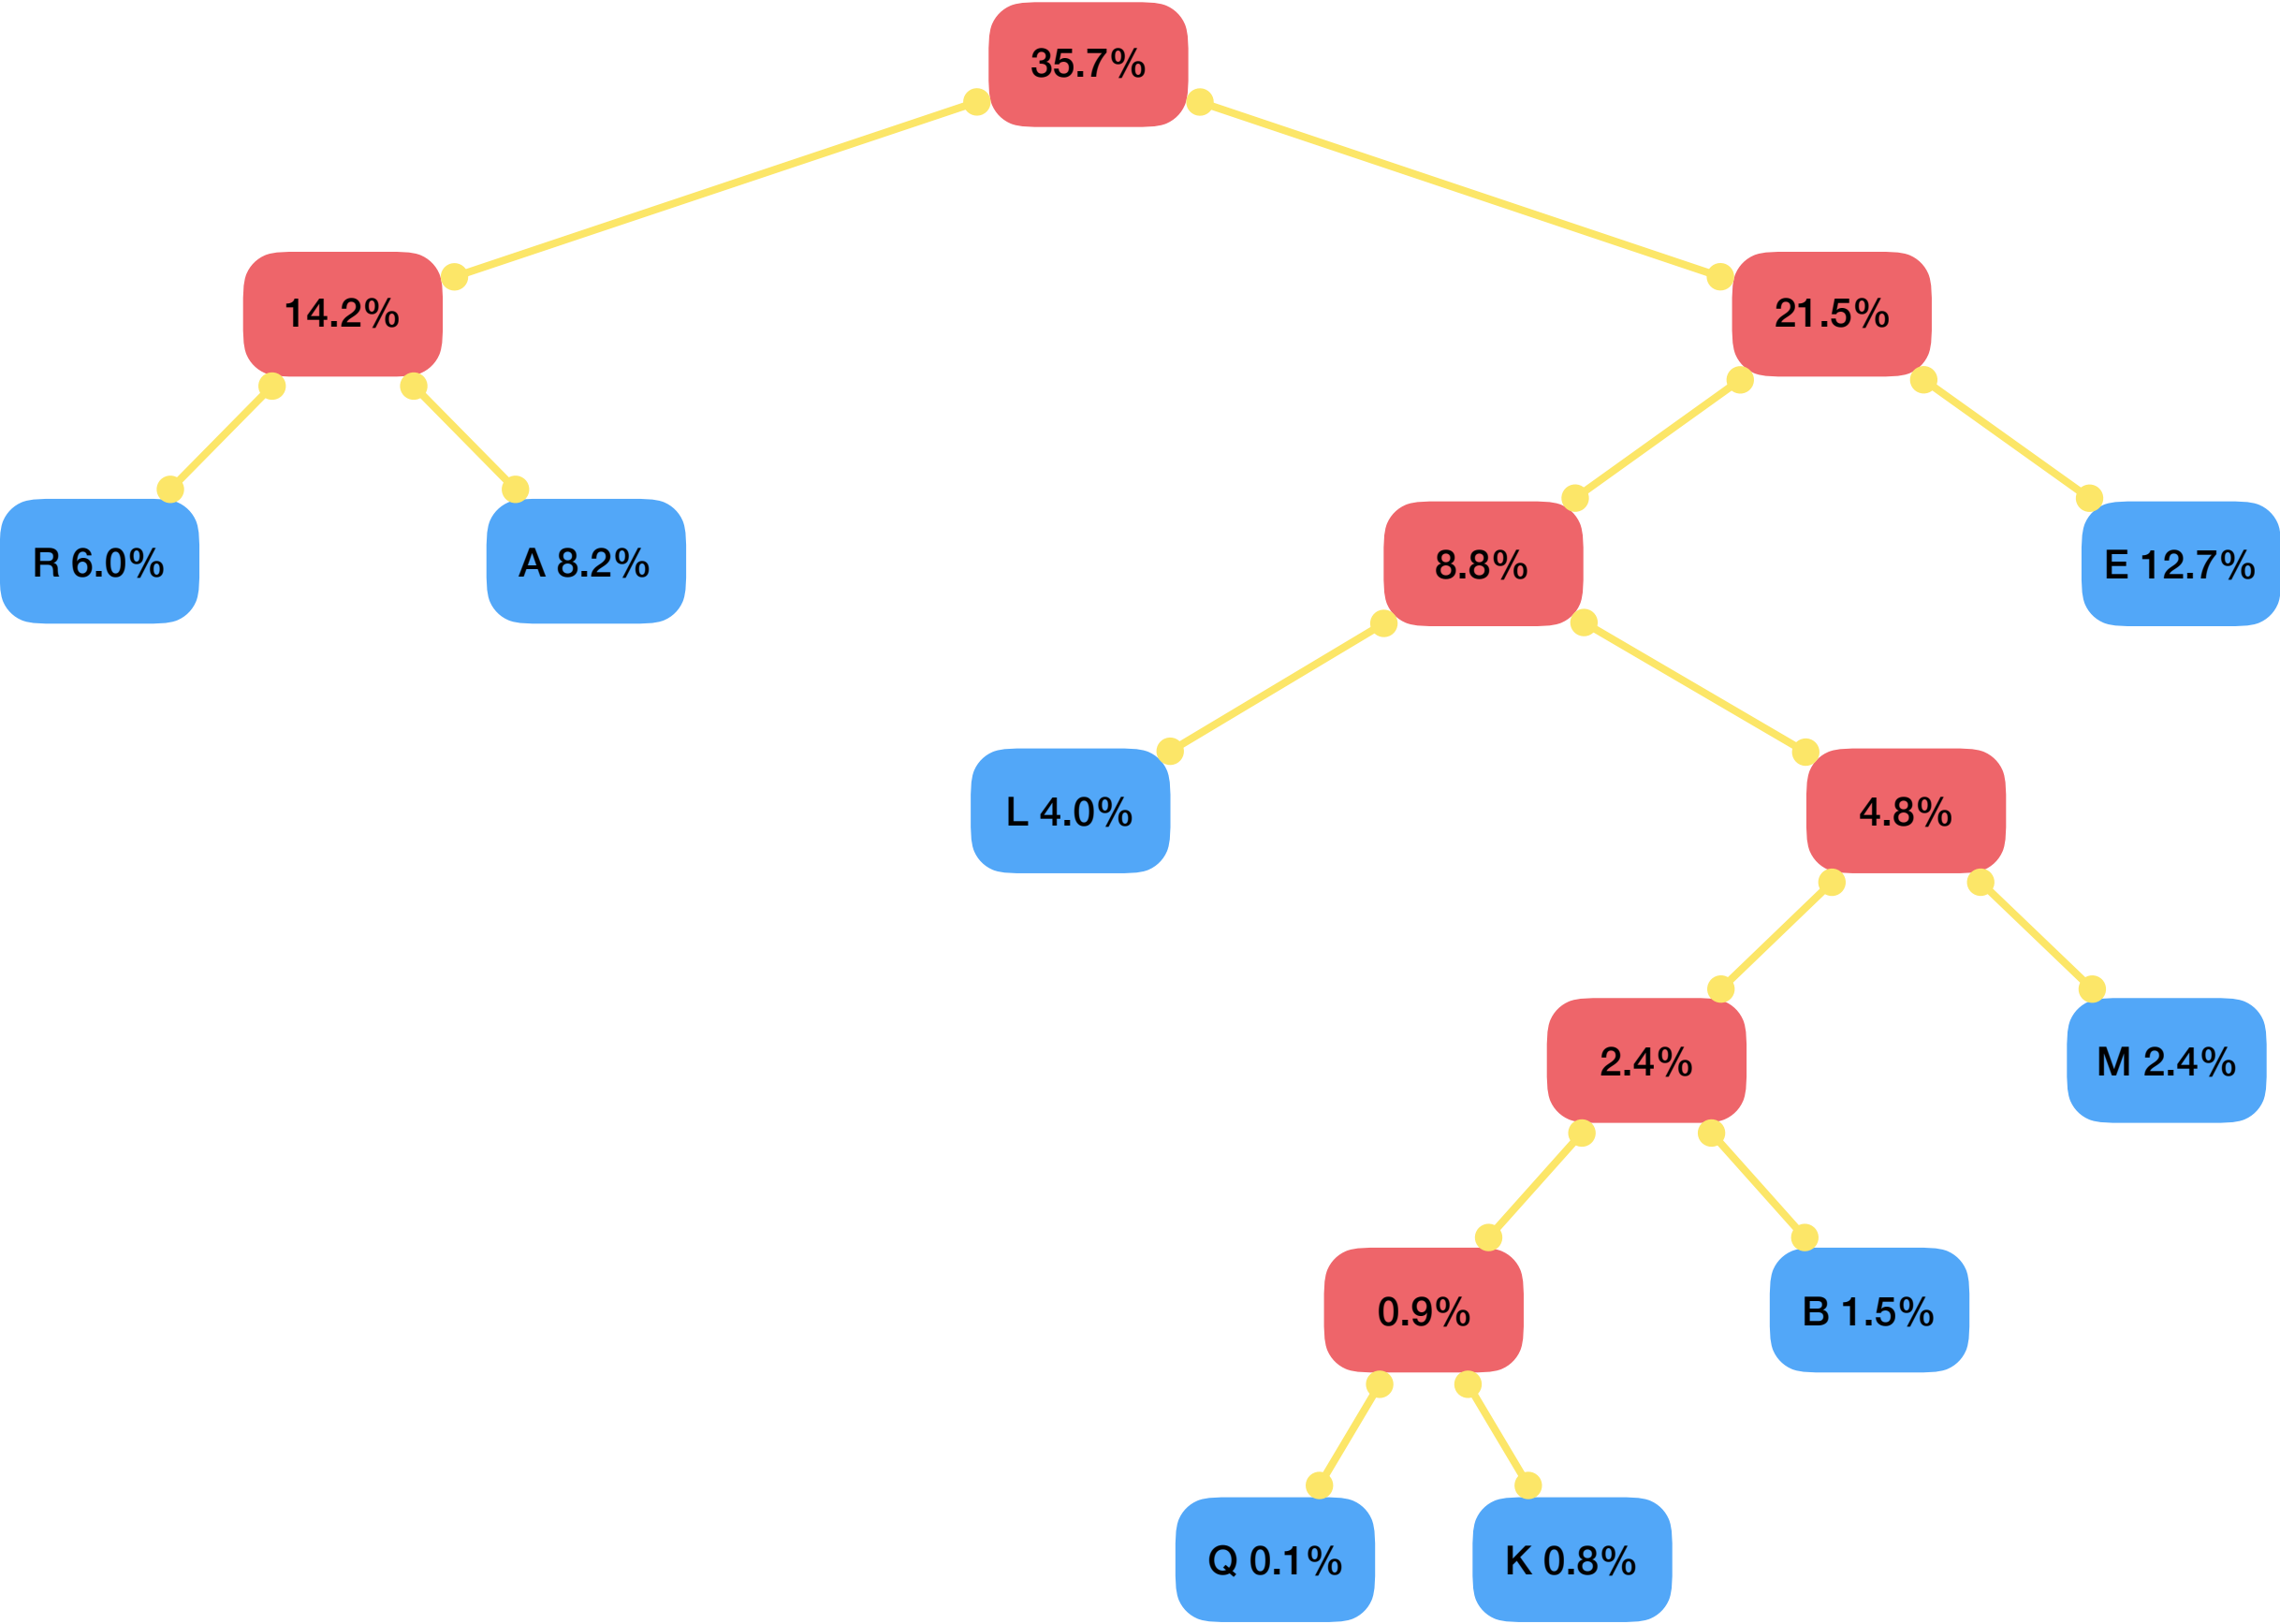 35.7%
14.2%
21.5%
R 6.0%
A 8.2%
8.8%
E 12.7%
L 4.0%
4.8%
2.4%
M 2.4%
0.9%
B 1.5%
Q 0.1%
K 0.8%